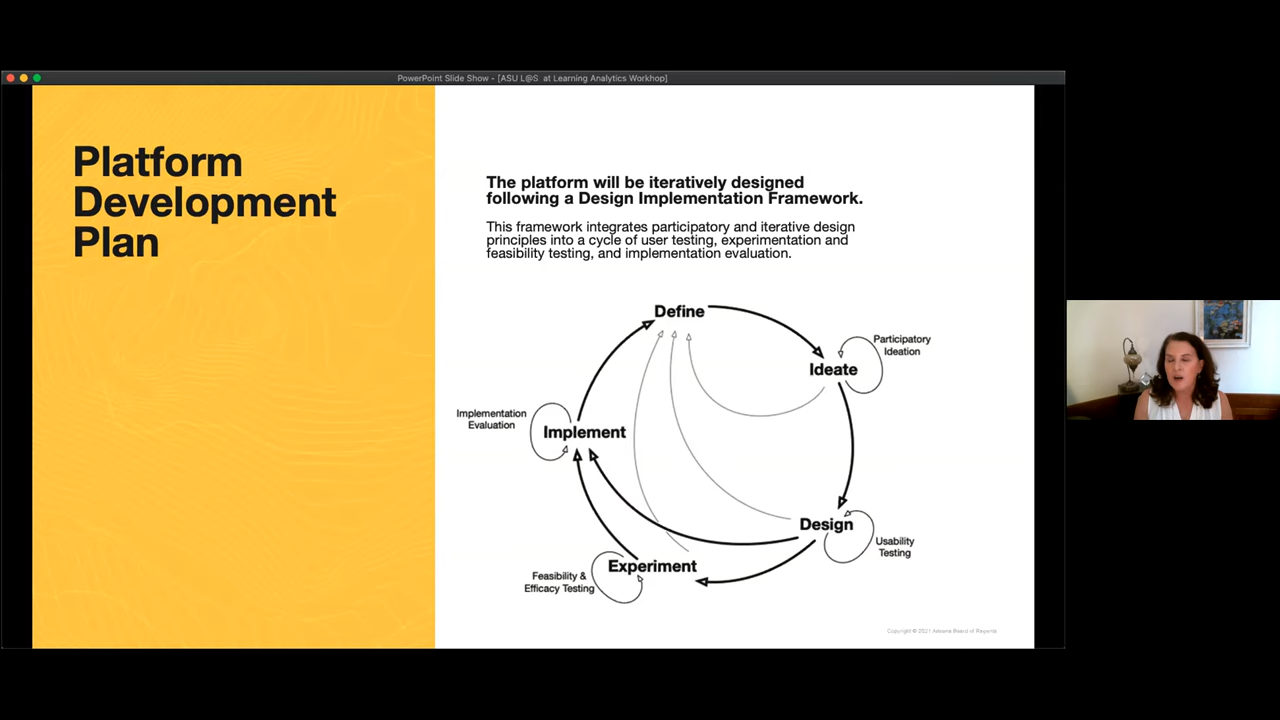 PowerPoint Slide Show - [ASU L@S at Learning Analytics Workhop]
Platform
Development
Plan
The platform will be iteratively designed
following a Design Implementation Framework.
This framework integrates participatory and iterative design
principles into a cycle of user testing, experimentation and
feasibility testing, and implementation evaluation.
Define
Participatory
Ideation
Ideate
Implementation
Evaluation
Implement
Design
Usability
Testing
Experiment
Feasibility &
Efficacy Testing
Copyright © 2021 Arizona Board of Regents